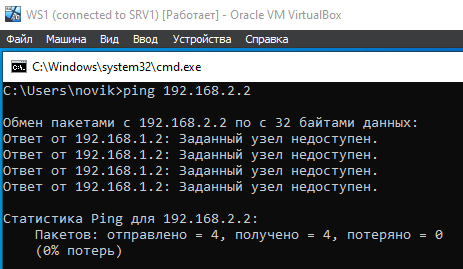 WS1 (connected to SRV1) [Работает] - Oracle VM VirtualBox
Файл Машина Вид Ввод Устройства Справка
C:\Windows\system32\cmd.exe
C:\Users\novik>ping 192.168.2.2
Обмен пакетами с 192.168.2.2 по с 32 байтами данных:
Ответ от 192.168.1.2: Заданный узел недоступен.
Ответ от 192.168.1.2: Заданный узел недоступен.
Ответ от 192.168.1.2: Заданный узел недоступен.
Ответ от 192.168.1.2: Заданный узел недоступен.
Статистика Ping для 192.168.2.2:
Пакетов: отправлено = 4, получено = 4, потеряно = 0
(0% потерь)